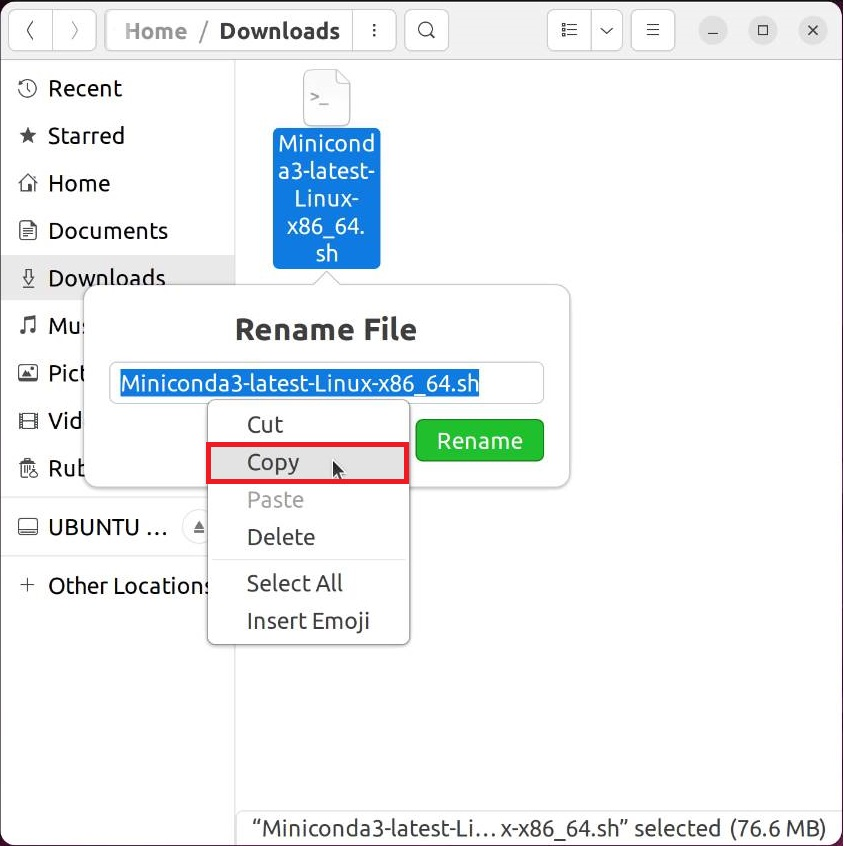 Home / Downloads
Recent
Starred
Home
Documents
Downloads
Mus
Pict
Vid
Rub
UBUNTU ...
Other Locations
>_
Minicond
a3-latest-
Linux-
x86_64.
sh
Rename File
Miniconda3-latest-Linux-x86_64.sh
Rename
Cut
Copy
Paste
Delete
Select All
Insert Emoji
“Miniconda3-latest-Li…x-x86_64.sh” selected (76.6 MB)